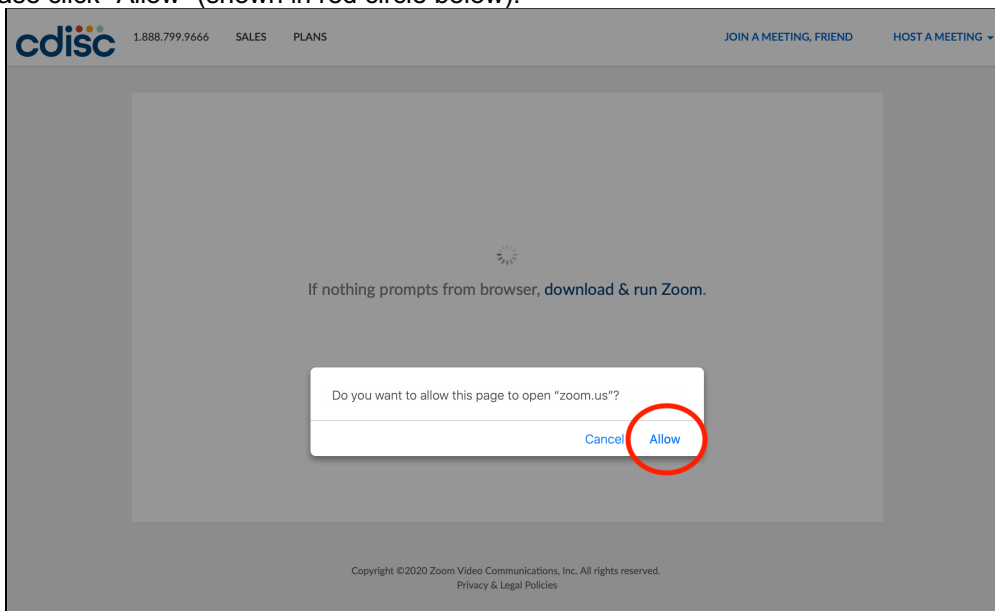 ase click "Allow" (shown in red circle below).
cdisc 1.888.799.9666 SALES PLANS JOIN A MEETING, FRIEND HOST A MEETING
If nothing prompts from browser, download & run Zoom.
Do you want to allow this page to open “zoom.us”?
Cancel Allow
Copyright ©2020 Zoom Video Communications, Inc. All rights reserved.
Privacy & Legal Policies